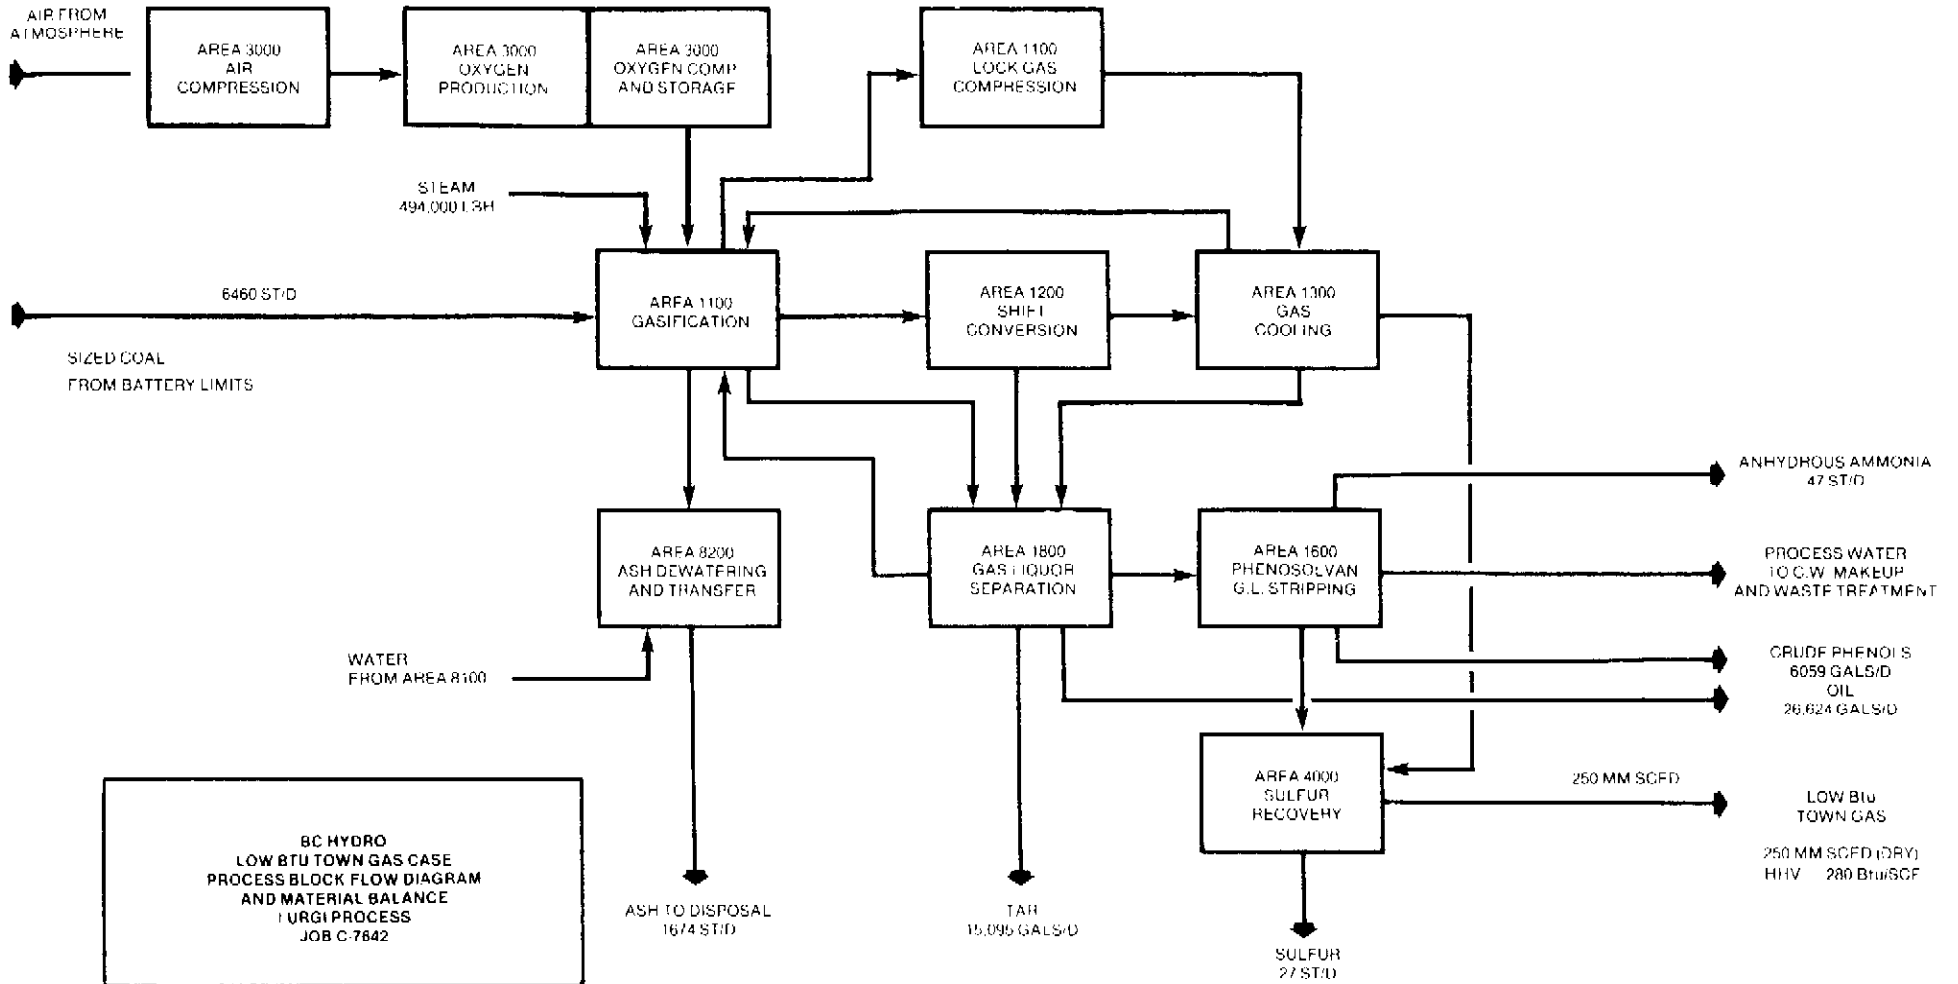 AIR FROM
ATMOSPHERE
AREA 3000
AIR
COMPRESSION
AREA 3000
OXYGEN
PRODUCTION
AREA 3000
OXYGEN COMP
AND STORAGE
AREA 1100
LOCK GAS
COMPRESSION
STEAM
494,000 LBH
6460 ST/D
SIZED COAL
FROM BATTERY LIMITS
AREA 1100
GASIFICATION
AREA 1200
SHIFT
CONVERSION
AREA 1300
GAS
COOLING
AREA 8200
ASH DEWATERING
AND TRANSFER
AREA 1800
GAS LIQUOR
SEPARATION
AREA 1600
PHENOSOLVAN
G.L. STRIPPING
ANHYDROUS AMMONIA
47 ST/D
PROCESS WATER
TO C.W. MAKEUP
AND WASTE TREATMENT
WATER
FROM AREA 8100
CRUDE PHENOLS
6059 GALS/D
OIL
26,624 GALS/D
AREA 4000
SULFUR
RECOVERY
250 MM SCFD
LOW Btu
TOWN GAS
250 MM SCFD (DRY)
HHV 280 Btu/SCF
BC HYDRO
LOW BTU TOWN GAS CASE
PROCESS BLOCK FLOW DIAGRAM
AND MATERIAL BALANCE
LURGI PROCESS
JOB C-7642
ASH TO DISPOSAL
1674 ST/D
TAR
15,095 GALS/D
SULFUR
27 ST/D